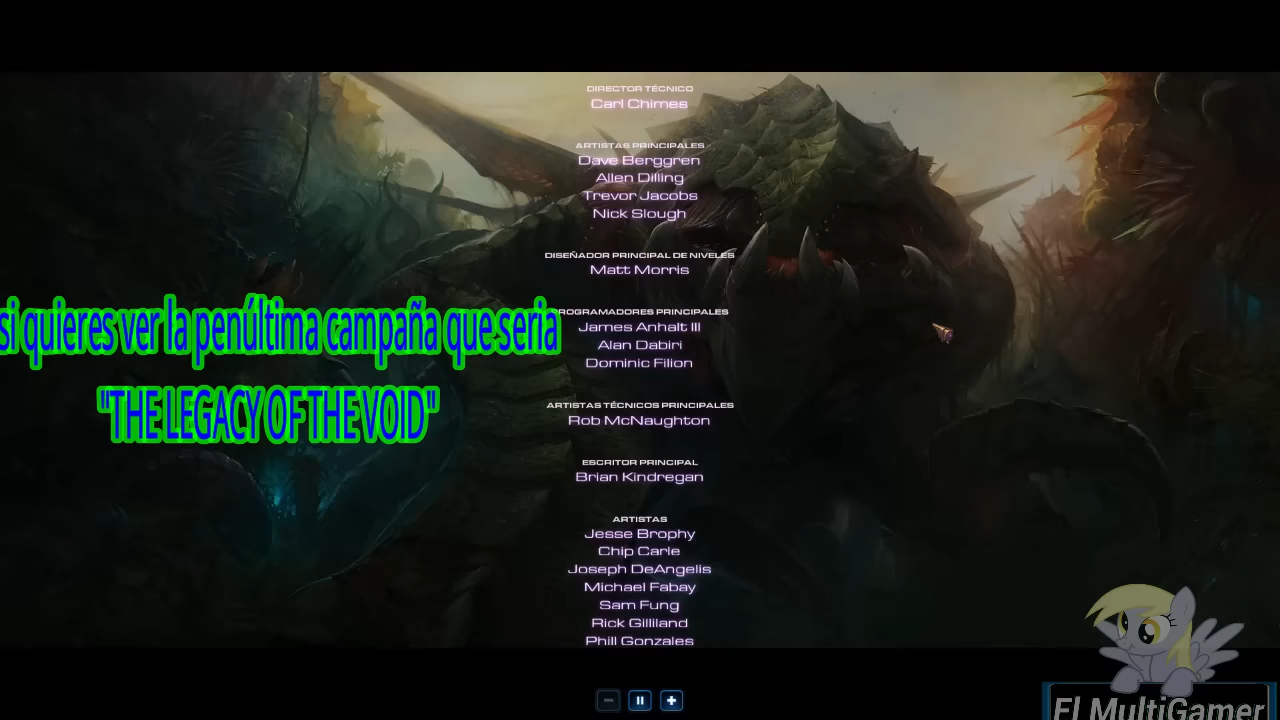 DIRECTOR TÉCNICO
Carl Chimes
ARTISTAS PRINCIPALES
Dave Berggren
Allen Dilling
Trevor Jacobs
Nick Slough
DISEÑADOR PRINCIPAL DE NIVELES
Matt Morris
PROGRAMADORES PRINCIPALES
James Anhalt III
Alan Dabiri
Dominic Filion
ARTISTAS TÉCNICOS PRINCIPALES
Rob McNaughton
ESCRITOR PRINCIPAL
Brian Kindregan
ARTISTAS
Jesse Brophy
Chip Carle
Joseph DeAngelis
Michael Fabay
Sam Fung
Rick Gilliland
Phill Gonzales
si quieres ver la penúltima campaña que seria
"THE LEGACY OF THE VOID"
El MultiGamer